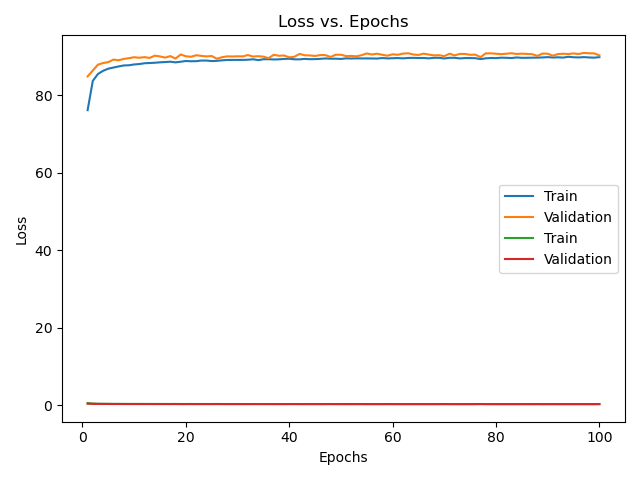 Loss vs. Epochs
Loss
80
60
40
20
0
Train
Validation
Train
Validation
0 20 40 60 80 100
Epochs